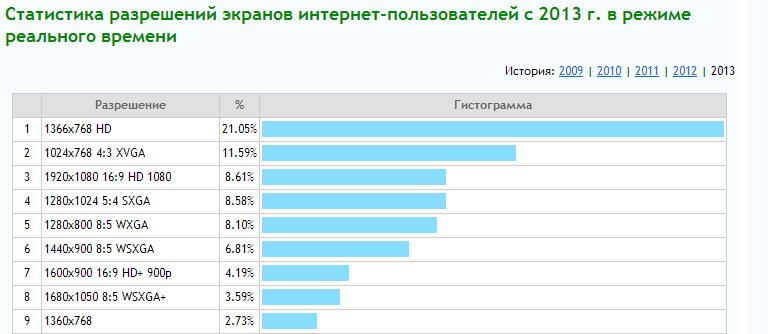 Статистика разрешений экранов интернет-пользователей с 2013 г. в режиме
реального времени
История: 2009 | 2010 | 2011 | 2012 | 2013
Разрешение % Гистограмма
1 1366x768 HD 21.05%
2 1024x768 4:3 XVGA 11.59%
3 1920x1080 16:9 HD 1080 8.61%
4 1280x1024 5:4 SXGA 8.58%
5 1280x800 8:5 WXGA 8.10%
6 1440x900 8:5 WSXGA 6.81%
7 1600x900 16:9 HD+ 900p 4.19%
8 1680x1050 8:5 WSXGA+ 3.59%
9 1360x768 2.73%